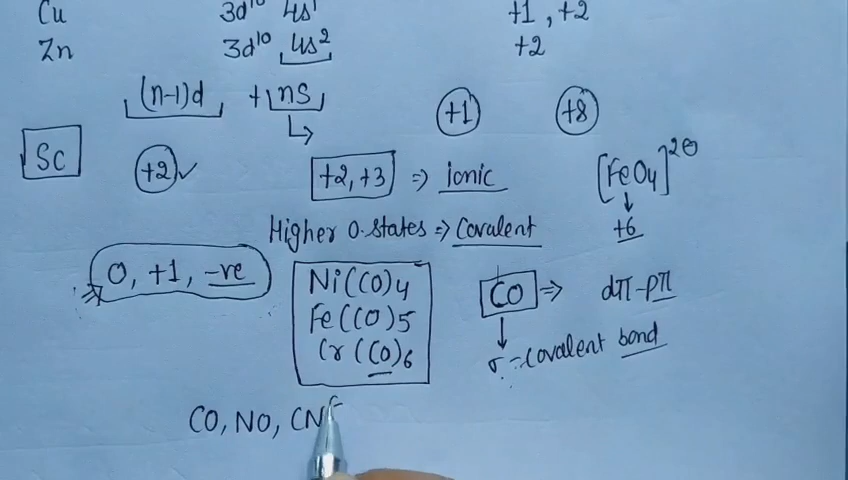 Cu 3d¹⁰ 4s¹ +1, +2
Zn 3d¹⁰ 4s² +2
(n-1)d + ns +1 +8
Sc +2 ✓ +2, +3 ⇒ ionic [FeO₄]²⊖
↓
Higher O. states ⇒ Covalent +6
⇒ 0, +1, -ve
Ni(CO)4
Fe(CO)5
Cr(CO)6
CO ⇒ dπ-pπ
↓
σ - covalent bond
CO, NO, CN